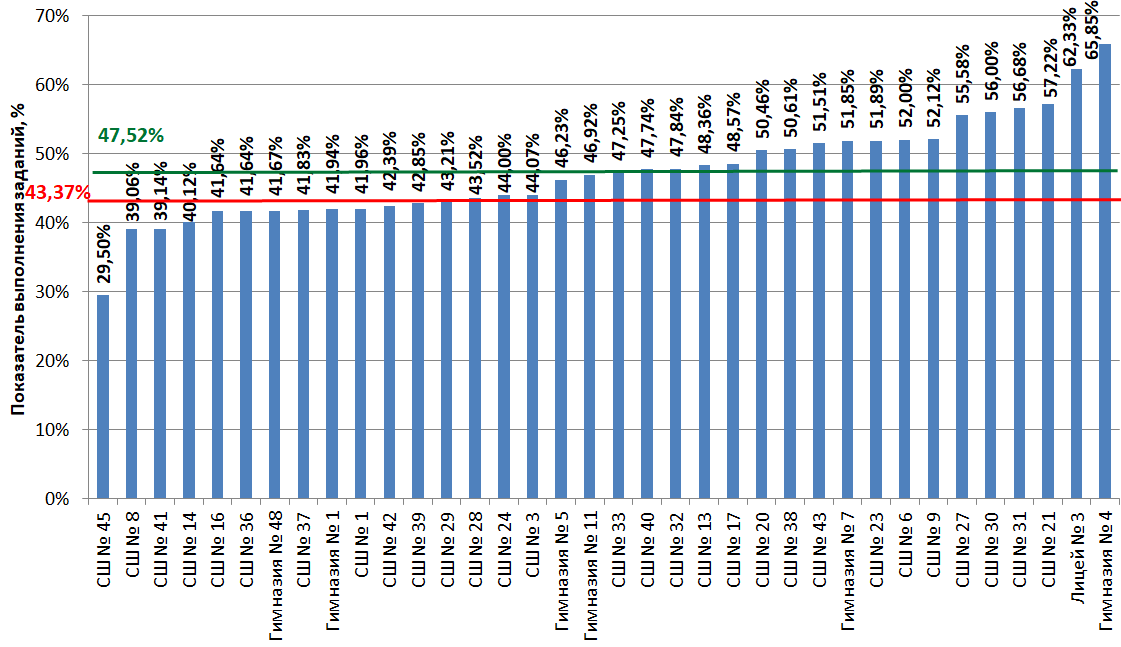 Показатель выполнения заданий, %
70%
60%
50%
40%
30%
20%
10%
0%
47,52%
43,37%
29,50%
39,06%
39,14%
40,12%
41,64%
41,64%
41,67%
41,83%
41,94%
41,96%
42,39%
42,85%
43,21%
43,52%
44,00%
44,07%
46,23%
46,92%
47,25%
47,74%
47,84%
48,36%
48,57%
50,46%
50,61%
51,51%
51,85%
51,89%
52,00%
52,12%
55,58%
56,00%
56,68%
57,22%
62,33%
65,85%
СШ № 45
СШ № 8
СШ № 41
СШ № 14
СШ № 16
СШ № 36
Гимназия № 48
СШ № 37
Гимназия № 1
СШ № 1
СШ № 42
СШ № 39
СШ № 29
СШ № 28
СШ № 24
СШ № 3
Гимназия № 5
Гимназия № 11
СШ № 33
СШ № 40
СШ № 32
СШ № 13
СШ № 17
СШ № 20
СШ № 38
СШ № 43
Гимназия № 7
СШ № 23
СШ № 6
СШ № 9
СШ № 27
СШ № 30
СШ № 31
СШ № 21
Лицей № 3
Гимназия № 4